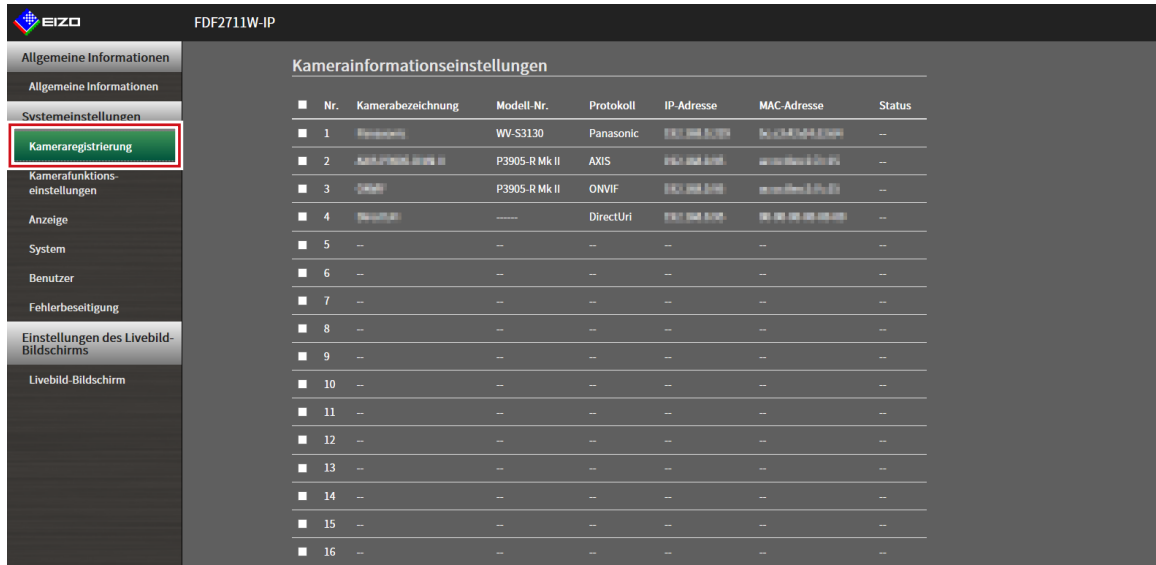 EIZO FDF2711W-IP
Allgemeine Informationen
Allgemeine Informationen
Systemeinstellungen
Kameraregistrierung
Kamerafunktions-
einstellungen
Anzeige
System
Benutzer
Fehlerbeseitigung
Einstellungen des Livebild-
Bildschirms
Livebild-Bildschirm
Kamerainformationseinstellungen
Nr. Kamerabezeichnung Modell-Nr. Protokoll IP-Adresse MAC-Adresse Status
1 WV-S3130 Panasonic --
2 P3905-R Mk II AXIS --
3 P3905-R Mk II ONVIF --
4 ------ DirectUri --
5 -- -- -- -- -- --
6 -- -- -- -- -- --
7 -- -- -- -- -- --
8 -- -- -- -- -- --
9 -- -- -- -- -- --
10 -- -- -- -- -- --
11 -- -- -- -- -- --
12 -- -- -- -- -- --
13 -- -- -- -- -- --
14 -- -- -- -- -- --
15 -- -- -- -- -- --
16 -- -- -- -- -- --